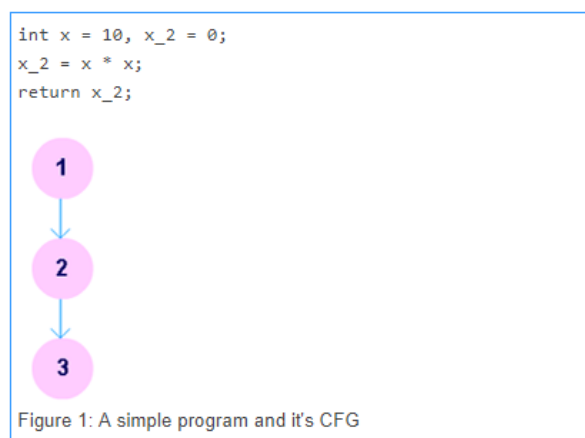 int x = 10, x_2 = 0;
x_2 = x * x;
return x_2;
1
2
3
Figure 1: A simple program and it's CFG